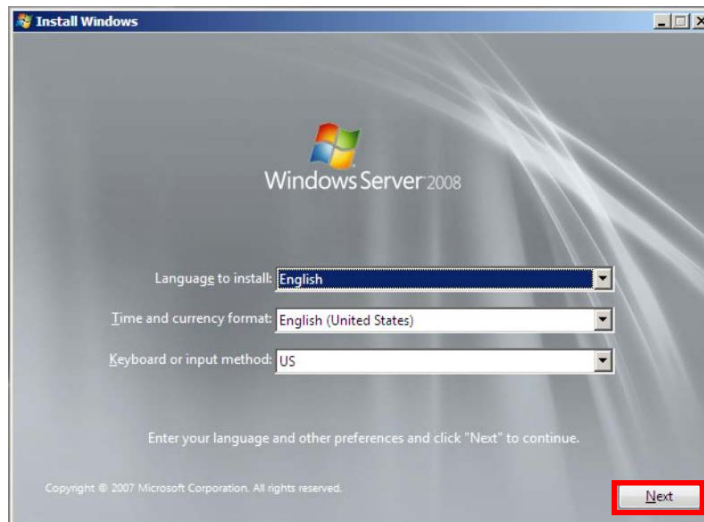 Install Windows
Windows Server 2008
Language to install: English
Time and currency format: English (United States)
Keyboard or input method: US
Enter your language and other preferences and click "Next" to continue.
Copyright © 2007 Microsoft Corporation. All rights reserved.
Next